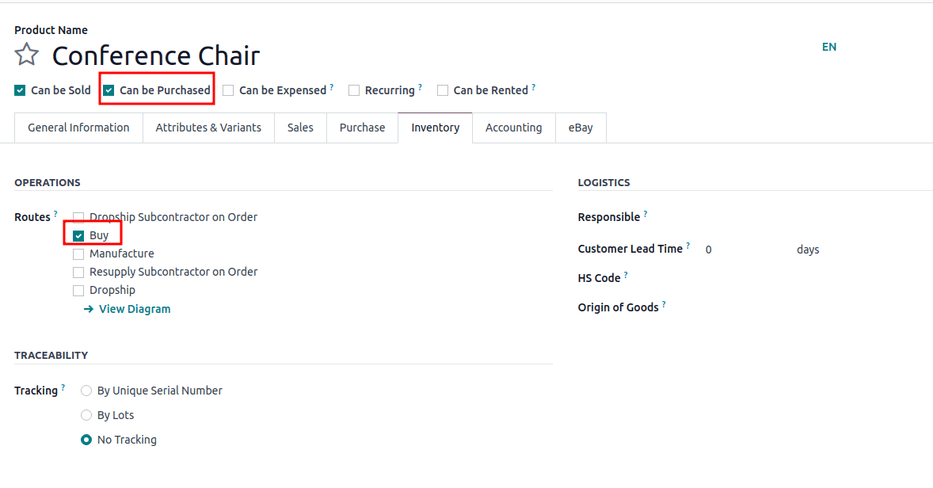 Product Name
Conference Chair
EN
Can be Sold Can be Purchased Can be Expensed ? Recurring ? Can be Rented ?
General Information Attributes & Variants Sales Purchase Inventory Accounting eBay
OPERATIONS
Routes ?
Dropship Subcontractor on Order
Buy
Manufacture
Resupply Subcontractor on Order
Dropship
→ View Diagram
LOGISTICS
Responsible ?
Customer Lead Time ? 0 days
HS Code ?
Origin of Goods ?
TRACEABILITY
Tracking ?
By Unique Serial Number
By Lots
No Tracking